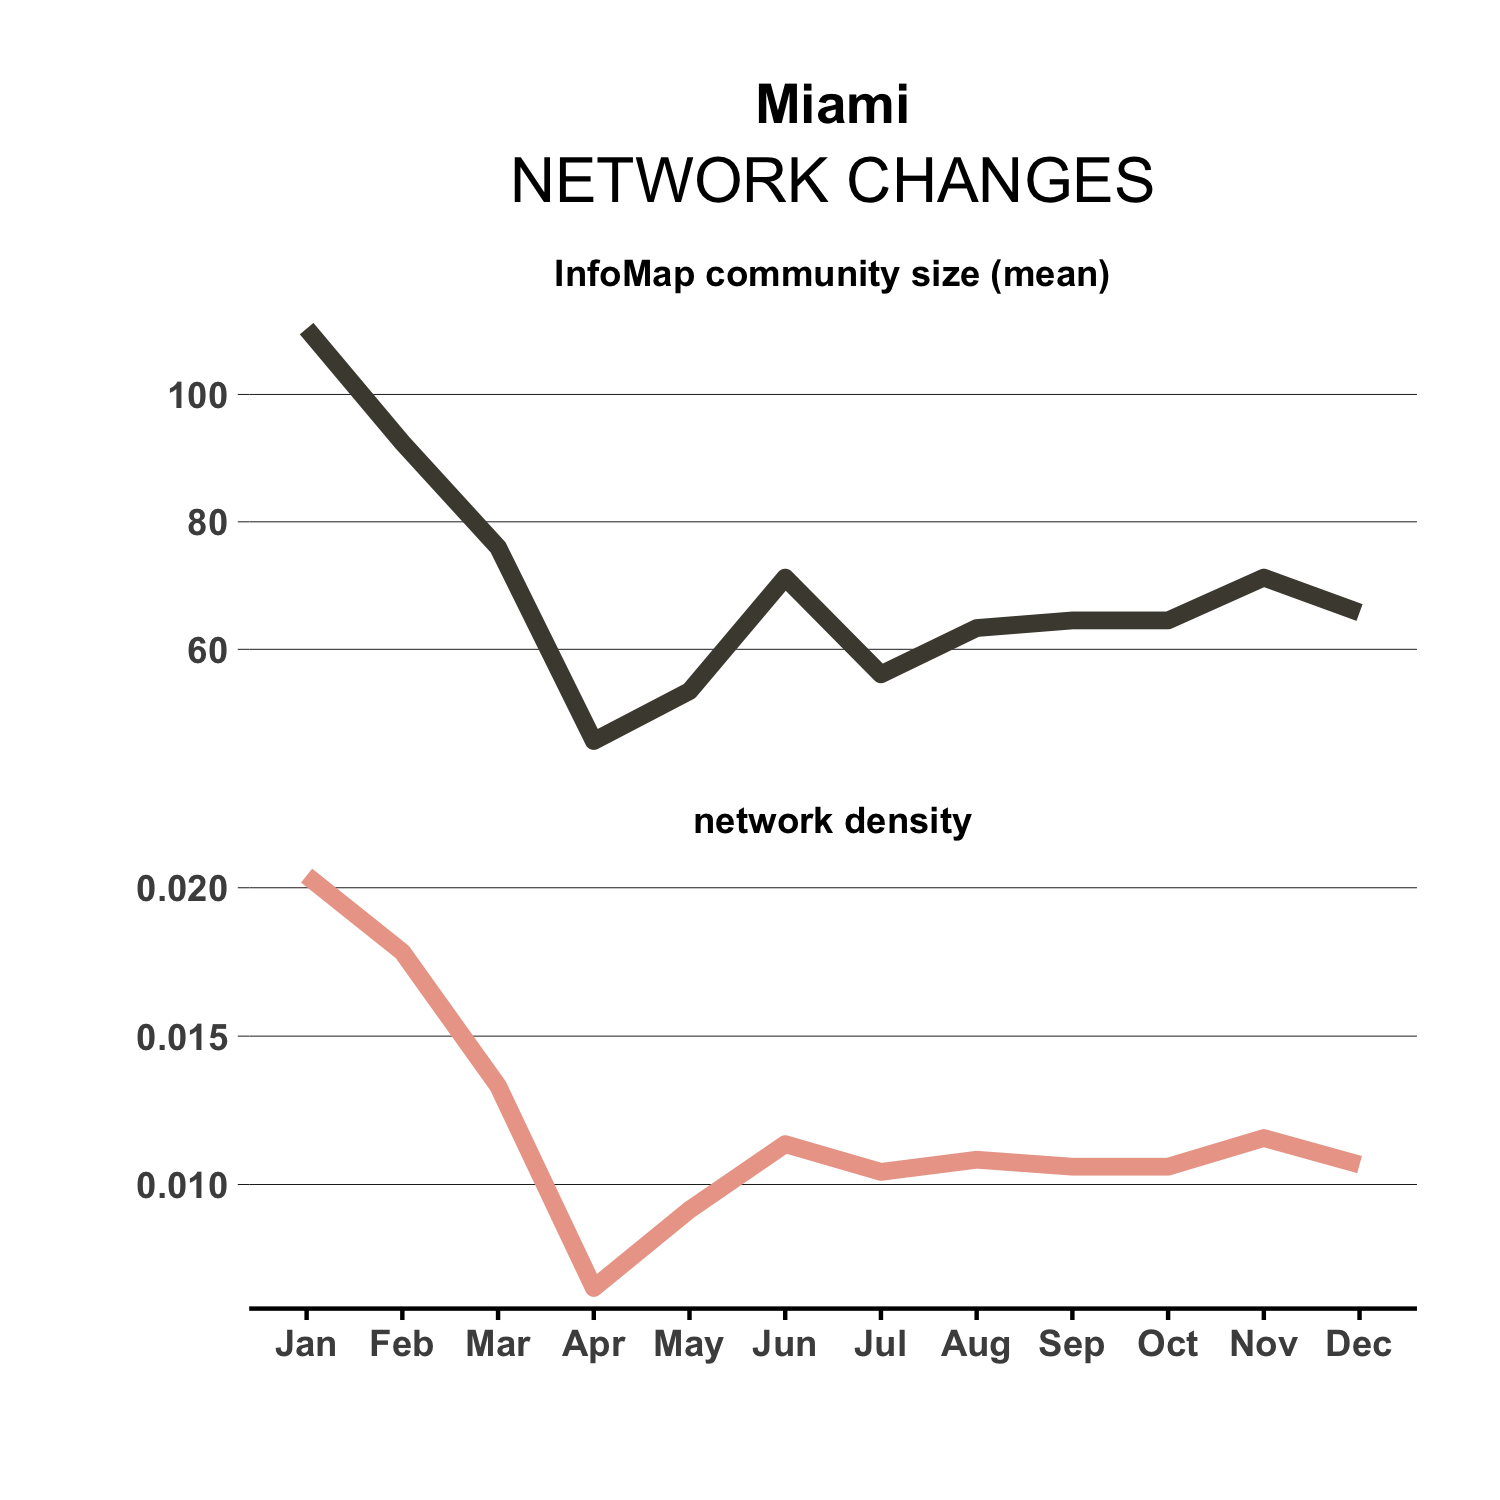 Miami
NETWORK CHANGES
InfoMap community size (mean)
100
80
60
network density
0.020
0.015
0.010
Jan Feb Mar Apr May Jun Jul Aug Sep Oct Nov Dec